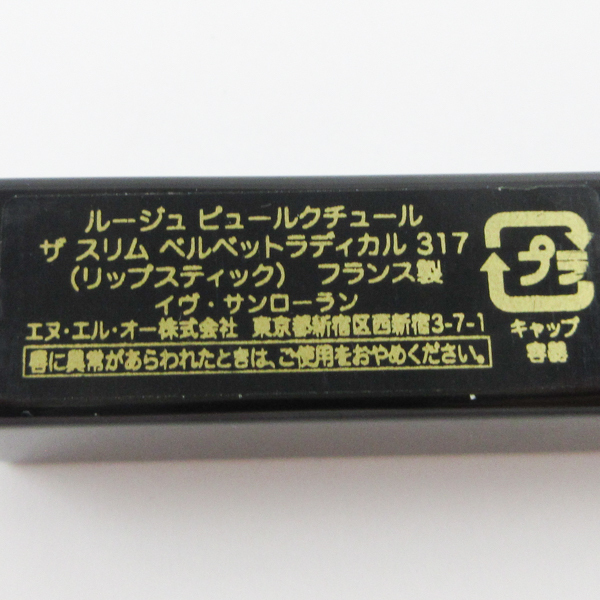 ルージュ ピュールクチュール
ザ スリム ベルベットラディカル 317
(リップスティック) フランス製
イヴ・サンローラン
エヌ・エル・オー株式会社 東京都新宿区西新宿3-7-1
唇に異常があらわれたときは、ご使用をおやめください。
プラ
キャップ
容器